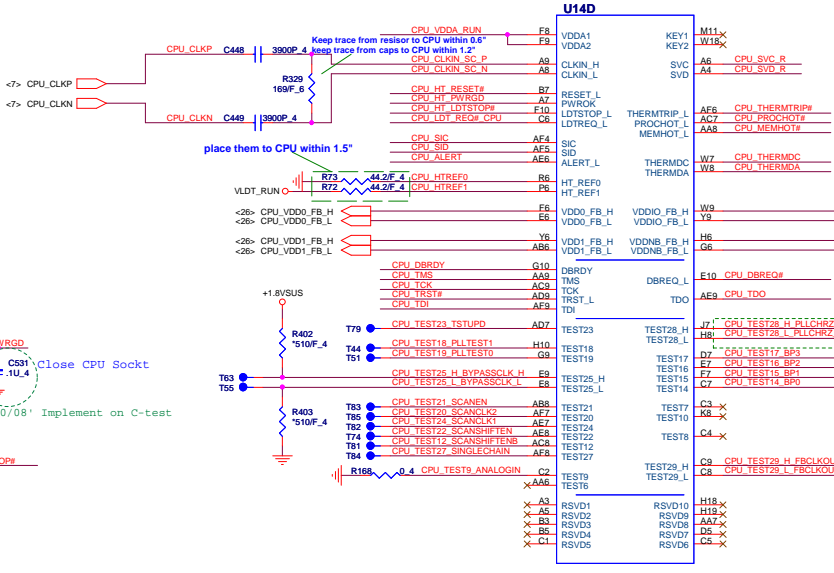 U14D
CPU_VDDA_RUN
F8
F9
VDDA1
VDDA2
KEY1
KEY2
M11
W18
Keep trace from resisor to CPU within 0.6"
keep trace from caps to CPU within 1.2"
CPU_CLKP
C448
3900P_4
CPU_CLKIN_SC_P
A9
CLKIN_H
SVC
A6
CPU_SVC_R
CPU_CLKIN_SC_N
A8
CLKIN_L
SVD
A4
CPU_SVD_R
<7> CPU_CLKP
R329
169/F_6
<7> CPU_CLKN
CPU_CLKN
C449
3900P_4
CPU_HT_RESET#
B7
RESET_L
CPU_HT_PWRGD
A7
PWROK
CPU_HT_LDTSTOP#
F10
LDTSTOP_L
THERMTRIP_L
AF6
CPU_THERMTRIP#
CPU_LDT_REQ#_CPU
C6
LDTREQ_L
PROCHOT_L
AC7
CPU_PROCHOT#
MEMHOT_L
AA8
CPU_MEMHOT#
place them to CPU within 1.5"
CPU_SIC
AF4
SIC
CPU_SID
AF5
SID
CPU_ALERT
AE6
ALERT_L
THERMDC
W7
CPU_THERMDC
THERMDA
W8
CPU_THERMDA
R73
44.2/F_4
CPU_HTREF0
R6
HT_REF0
VLDT_RUN
R72
44.2/F_4
CPU_HTREF1
P6
HT_REF1
<26> CPU_VDD0_FB_H
F6
VDD0_FB_H
VDDIO_FB_H
W9
<26> CPU_VDD0_FB_L
E6
VDD0_FB_L
VDDIO_FB_L
Y9
<26> CPU_VDD1_FB_H
Y6
VDD1_FB_H
VDDNB_FB_H
H6
<26> CPU_VDD1_FB_L
AB6
VDD1_FB_L
VDDNB_FB_L
G6
CPU_DBRDY
G10
DBRDY
CPU_TMS
AA9
TMS
DBREQ_L
E10
CPU_DBREQ#
CPU_TCK
AC9
TCK
CPU_TRST#
AD9
TRST_L
TDO
AE9
CPU_TDO
CPU_TDI
AF9
TDI
+1.8VSUS
R402
*510/F_4
T79
CPU_TEST23_TSTUPD
AD7
TEST23
TEST28_H
J7
CPU_TEST28_H_PLLCHRZ
TEST28_L
H8
CPU_TEST28_L_PLLCHRZ
T44
CPU_TEST18_PLLTEST1
H10
TEST18
T51
CPU_TEST19_PLLTEST0
G9
TEST19
TEST17
D7
CPU_TEST17_BP3
TEST16
E7
CPU_TEST16_BP2
TEST15
F7
CPU_TEST15_BP1
TEST14
C7
CPU_TEST14_BP0
WRGD
C531
.1U_4
Close CPU Sockt
0/08' Implement on C-test
OP#
T63
CPU_TEST25_H_BYPASSCLK_H
E9
TEST25_H
T55
CPU_TEST25_L_BYPASSCLK_L
E8
TEST25_L
R403
*510/F_4
T83
CPU_TEST21_SCANEN
AB8
TEST21
TEST7
C3
T85
CPU_TEST20_SCANCLK2
AF7
TEST20
TEST10
K8
T82
CPU_TEST24_SCANCLK1
AE7
TEST24
T74
CPU_TEST22_SCANSHIFTEN
AE8
TEST22
TEST8
C4
T81
CPU_TEST12_SCANSHIFTENB
AC8
TEST12
T84
CPU_TEST27_SINGLECHAIN
AF8
TEST27
R168
0_4
CPU_TEST9_ANALOGIN
C2
TEST9
TEST29_H
C9
CPU_TEST29_H_FBCLKOU
AA6
TEST6
TEST29_L
C8
CPU_TEST29_L_FBCLKOU
A3
RSVD1
RSVD10
H18
A5
RSVD2
RSVD9
H19
B3
RSVD3
RSVD8
AA7
B5
RSVD4
RSVD7
D5
C1
RSVD5
RSVD6
C5